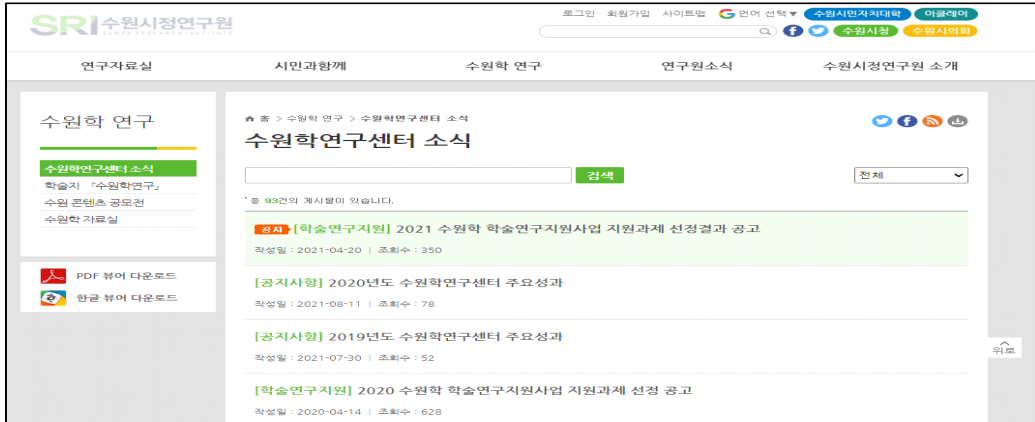 로그인 회원가입 사이트맵 G 언어 선택▼ 수원시민자치대학 이클레이
SRI 수원시정연구원
SUWON RESEARCH INSTITUTE
수원시청 수원시의회
연구자료실 시민과함께 수원학 연구 연구원소식 수원시정연구원 소개
수원학 연구
수원학연구센터 소식
학술지 「수원학연구」
수원 콘텐츠 공모전
수원학 자료실
PDF 뷰어 다운로드
한글 뷰어 다운로드
홈 > 수원학 연구 > 수원학연구센터 소식
수원학연구센터 소식
검색 전체
* 총 93건의 게시물이 있습니다.
공지 [학술연구지원] 2021 수원학 학술연구지원사업 지원과제 선정결과 공고
작성일 : 2021-04-20 | 조회수 : 350
[공지사항] 2020년도 수원학연구센터 주요성과
작성일 : 2021-08-11 | 조회수 : 78
[공지사항] 2019년도 수원학연구센터 주요성과
작성일 : 2021-07-30 | 조회수 : 52
[학술연구지원] 2020 수원학 학술연구지원사업 지원과제 선정 공고
작성일 : 2020-04-14 | 조회수 : 628
위로